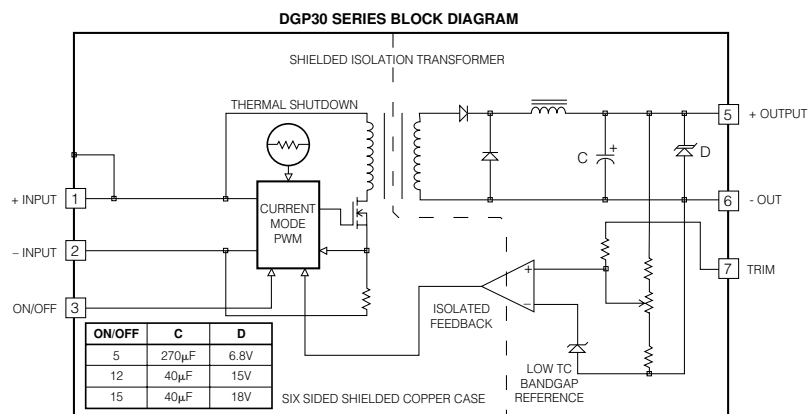 DGP30 SERIES BLOCK DIAGRAM
SHIELDED ISOLATION TRANSFORMER
THERMAL SHUTDOWN
5 + OUTPUT
C +
D
+ INPUT 1
CURRENT
MODE
PWM
6 - OUT
– INPUT 2
+
7 TRIM
–
ON/OFF 3
ISOLATED
FEEDBACK
ON/OFF C D
5 270µF 6.8V
12 40µF 15V
15 40µF 18V
LOW TC
BANDGAP
REFERENCE
SIX SIDED SHIELDED COPPER CASE